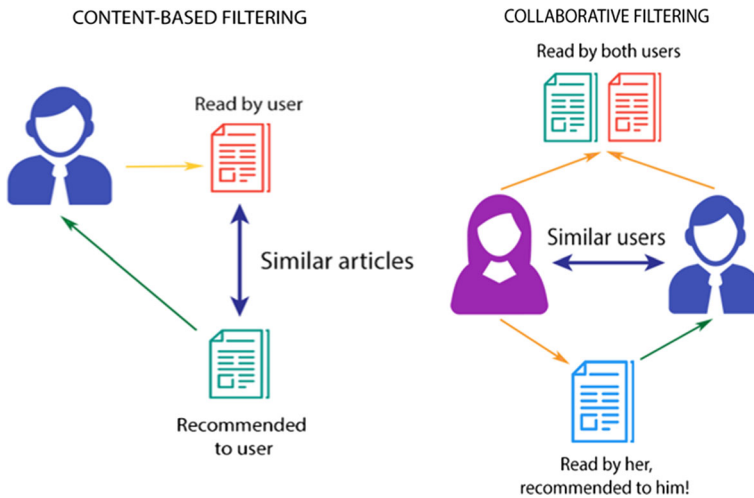 CONTENT-BASED FILTERING
Read by user
Similar articles
Recommended
to user
COLLABORATIVE FILTERING
Read by both users
Similar users
Read by her,
recommended to him!